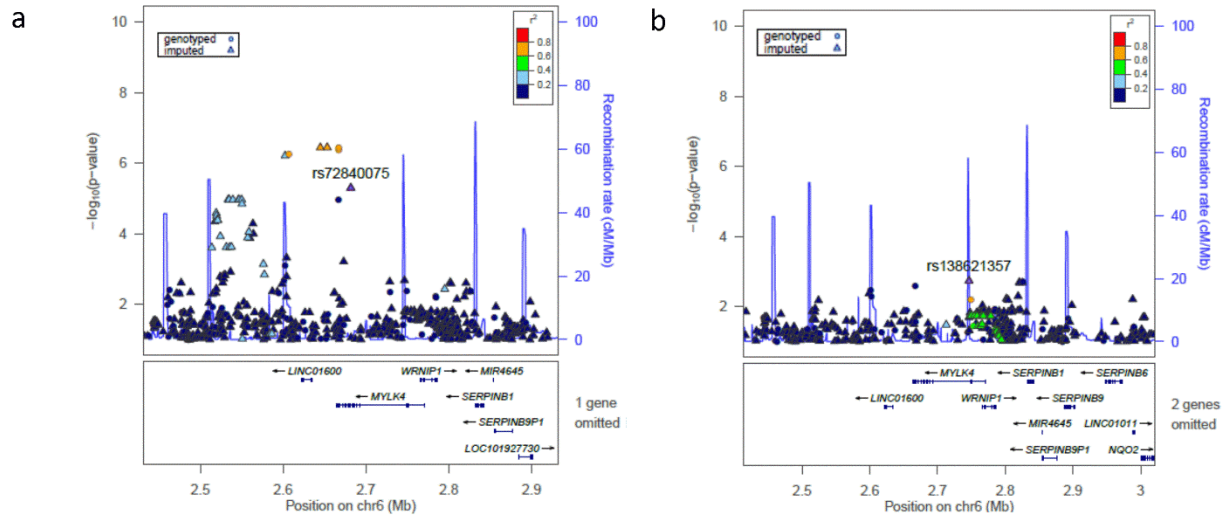 a
genotyped
imputed
r²
0.8
0.6
0.4
0.2
10
8
6
4
2
−log10(p−value)
100
80
60
40
20
0
Recombination rate (cM/Mb)
rs72840075
LINC01600
WRNIP1
MIR4645
MYLK4
SERPINB1
SERPINB9P1
LOC101927730
1 gene
omitted
2.5
2.6
2.7
2.8
2.9
Position on chr6 (Mb)
b
genotyped
imputed
r²
0.8
0.6
0.4
0.2
10
8
6
4
2
−log10(p−value)
100
80
60
40
20
0
Recombination rate (cM/Mb)
rs138621357
MYLK4
SERPINB1
SERPINB6
LINC01600
WRNIP1
SERPINB9
MIR4645
LINC01011
SERPINB9P1
NQO2
2 genes
omitted
2.5
2.6
2.7
2.8
2.9
3
Position on chr6 (Mb)